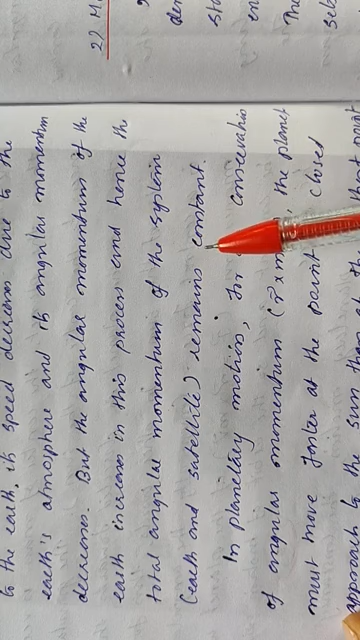 to the earth, its speed decreases due to the
earth's atmosphere and its angular momentum
decreases. But the angular momentum of the
earth increases in this process and hence the
total angular momentum of the system
(earth and satellite) remains constant.
In planetary motion, for conservatio
of angular momentum (r x m the planet
must move faster at the point closed
approach to the sun than at the point